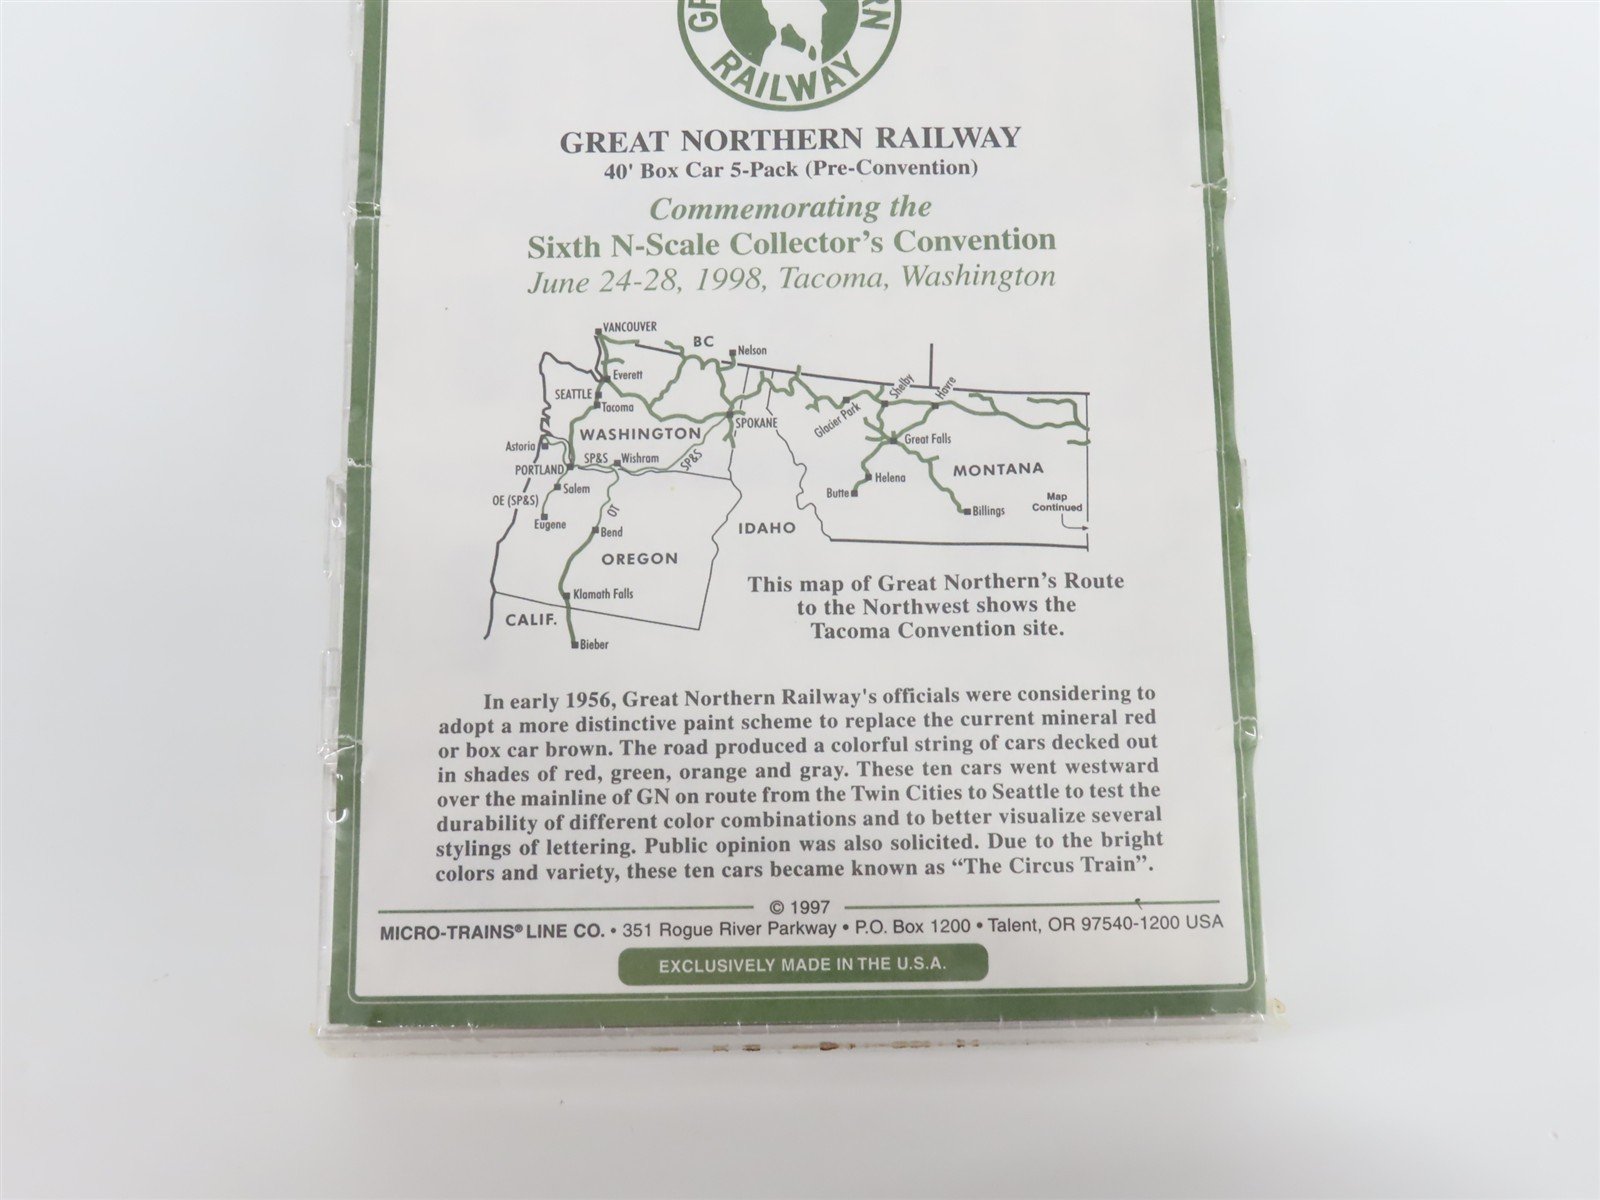 RAILWAY
GREAT NORTHERN RAILWAY
40' Box Car 5-Pack (Pre-Convention)
Commemorating the
Sixth N-Scale Collector's Convention
June 24-28, 1998, Tacoma, Washington
VANCOUVER
BC
Nelson
Everett
SEATTLE
Tacoma
Shelby
Havre
Glacier Park
SPOKANE
WASHINGTON
Astoria
Great Falls
SP&S
Wishram
SP&S
PORTLAND
MONTANA
Salem
Helena
Butte
OE (SP&S)
Map
Continued
Billings
OT
Eugene
Bend
IDAHO
OREGON
Klamath Falls
CALIF.
Bieber
This map of Great Northern's Route
to the Northwest shows the
Tacoma Convention site.
In early 1956, Great Northern Railway's officials were considering to
adopt a more distinctive paint scheme to replace the current mineral red
or box car brown. The road produced a colorful string of cars decked out
in shades of red, green, orange and gray. These ten cars went westward
over the mainline of GN on route from the Twin Cities to Seattle to test the
durability of different color combinations and to better visualize several
stylings of lettering. Public opinion was also solicited. Due to the bright
colors and variety, these ten cars became known as “The Circus Train”.
© 1997
MICRO-TRAINS® LINE CO. • 351 Rogue River Parkway • P.O. Box 1200 • Talent, OR 97540-1200 USA
EXCLUSIVELY MADE IN THE U.S.A.